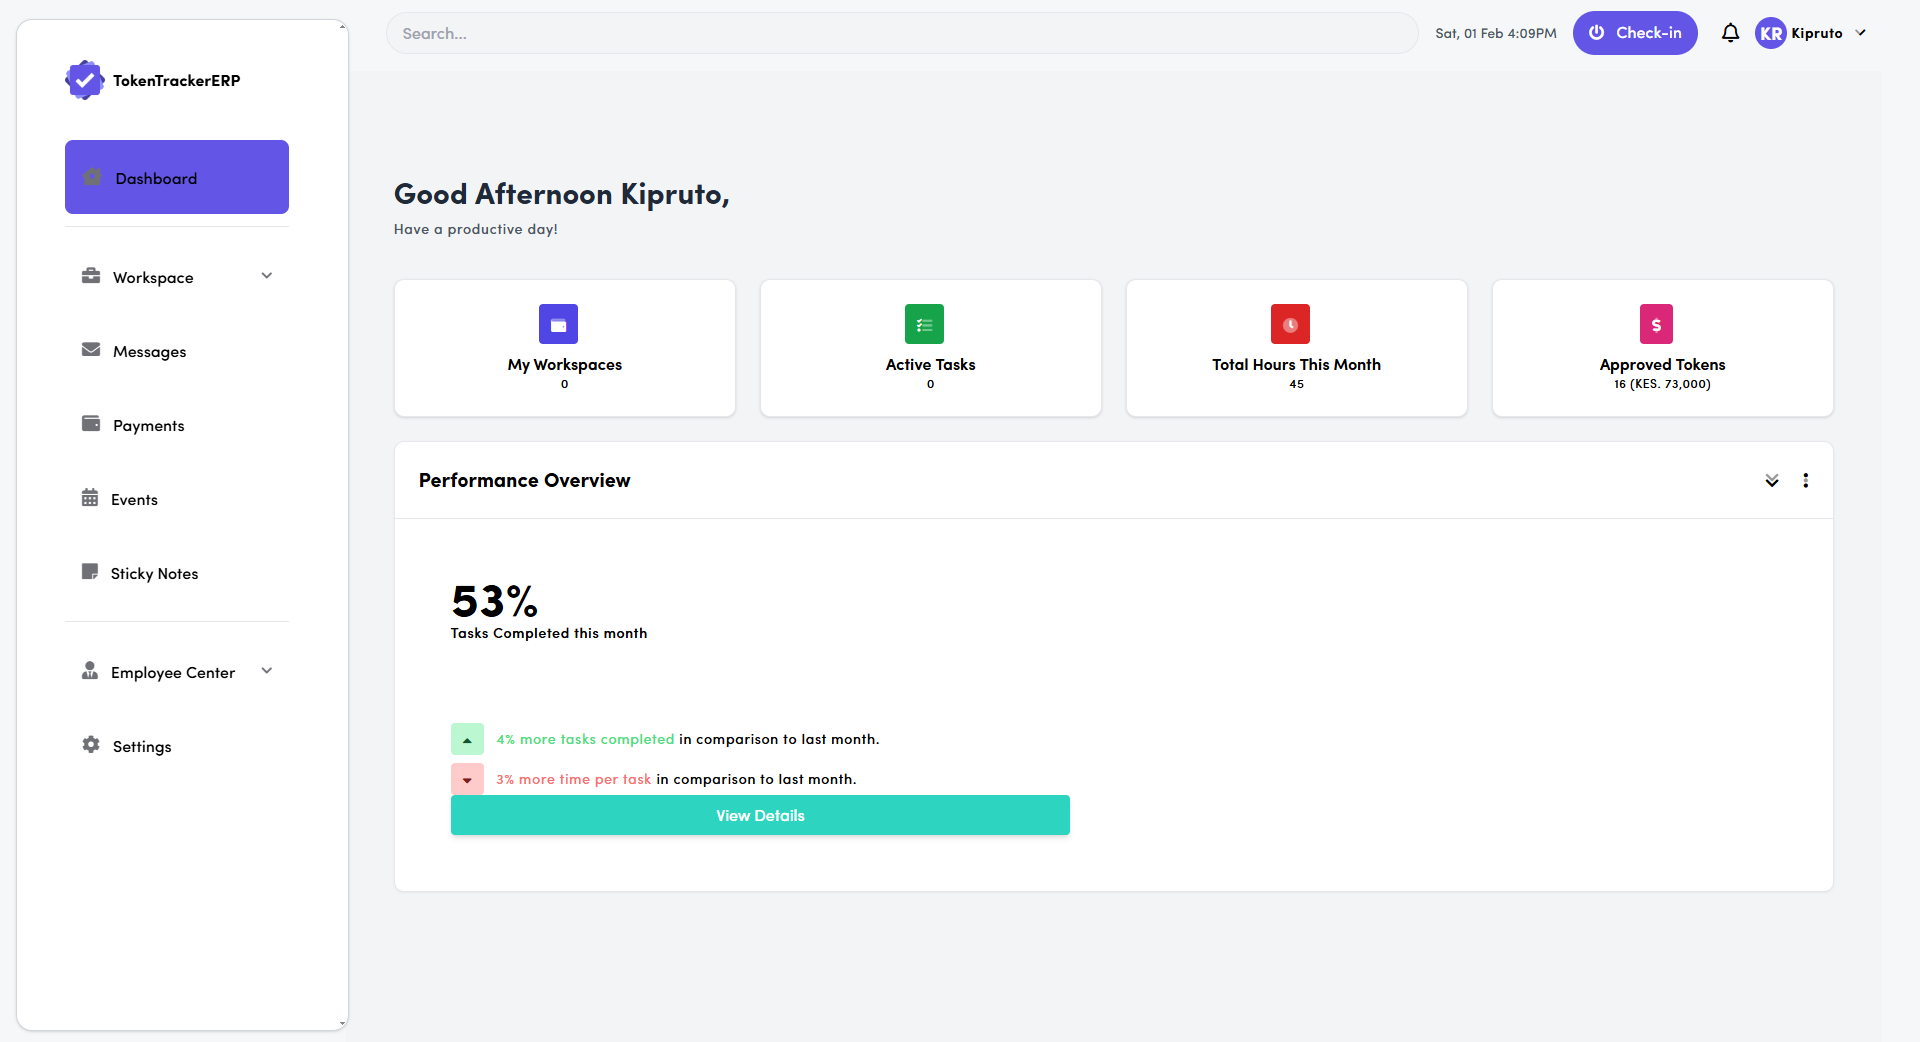 TokenTrackerERP
Dashboard
Workspace
Messages
Payments
Events
Sticky Notes
Employee Center
Settings
Search...
Sat, 01 Feb 4:09PM
Check-in
KR
Kipruto
Good Afternoon Kipruto,
Have a productive day!
My Workspaces
0
Active Tasks
0
Total Hours This Month
45
$
Approved Tokens
16 (KES. 73,000)
Performance Overview
53%
Tasks Completed this month
4% more tasks completed in comparison to last month.
3% more time per task in comparison to last month.
View Details